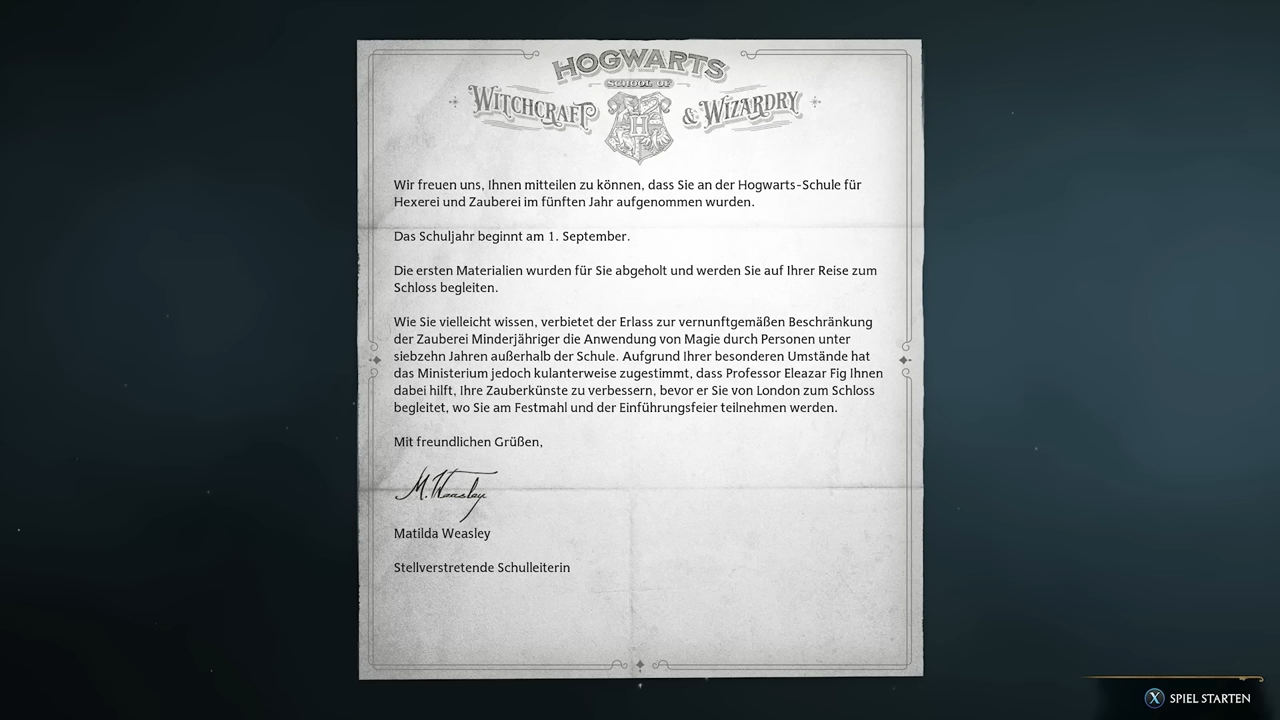 HOGWARTS
SCHOOL OF
WITCHCRAFT & WIZARDRY
H
Wir freuen uns, Ihnen mitteilen zu können, dass Sie an der Hogwarts-Schule für
Hexerei und Zauberei im fünften Jahr aufgenommen wurden.
Das Schuljahr beginnt am 1. September.
Die ersten Materialien wurden für Sie abgeholt und werden Sie auf Ihrer Reise zum
Schloss begleiten.
Wie Sie vielleicht wissen, verbietet der Erlass zur vernunftgemäßen Beschränkung
der Zauberei Minderjähriger die Anwendung von Magie durch Personen unter
siebzehn Jahren außerhalb der Schule. Aufgrund Ihrer besonderen Umstände hat
das Ministerium jedoch kulanterweise zugestimmt, dass Professor Eleazar Fig Ihnen
dabei hilft, Ihre Zauberkünste zu verbessern, bevor er Sie von London zum Schloss
begleitet, wo Sie am Festmahl und der Einführungsfeier teilnehmen werden.
Mit freundlichen Grüßen,
M. Weasley
Matilda Weasley
Stellverstretende Schulleiterin
X SPIEL STARTEN